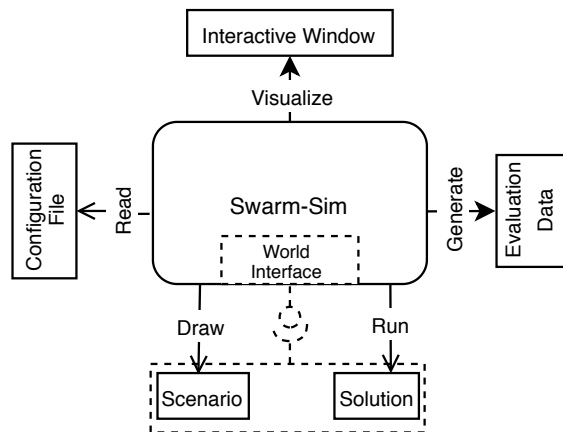 Interactive Window
Visualize
Configuration
File
Read
Swarm-Sim
Generate
Evaluation
Data
World
Interface
Draw
Run
Scenario
Solution